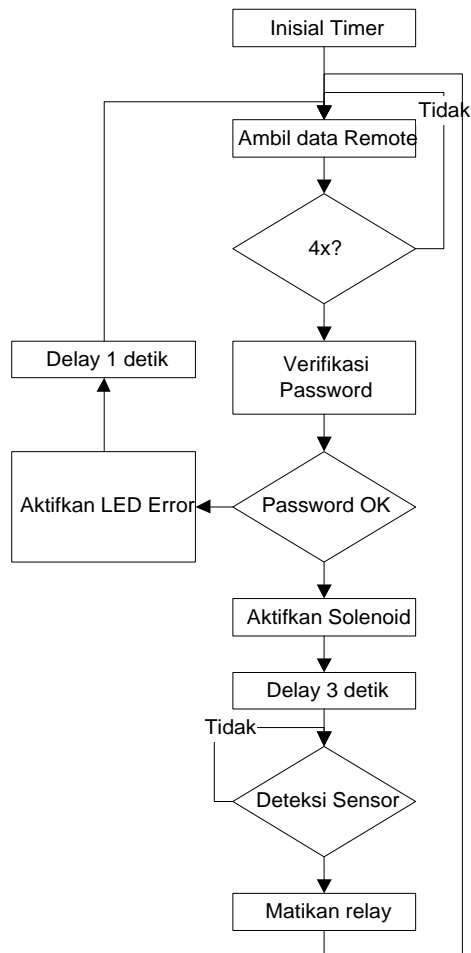 Inisial Timer
Tidak
Ambil data Remote
4x?
Delay 1 detik
Verifikasi
Password
Aktifkan LED Error
Password OK
Aktifkan Solenoid
Delay 3 detik
Tidak
Deteksi Sensor
Matikan relay